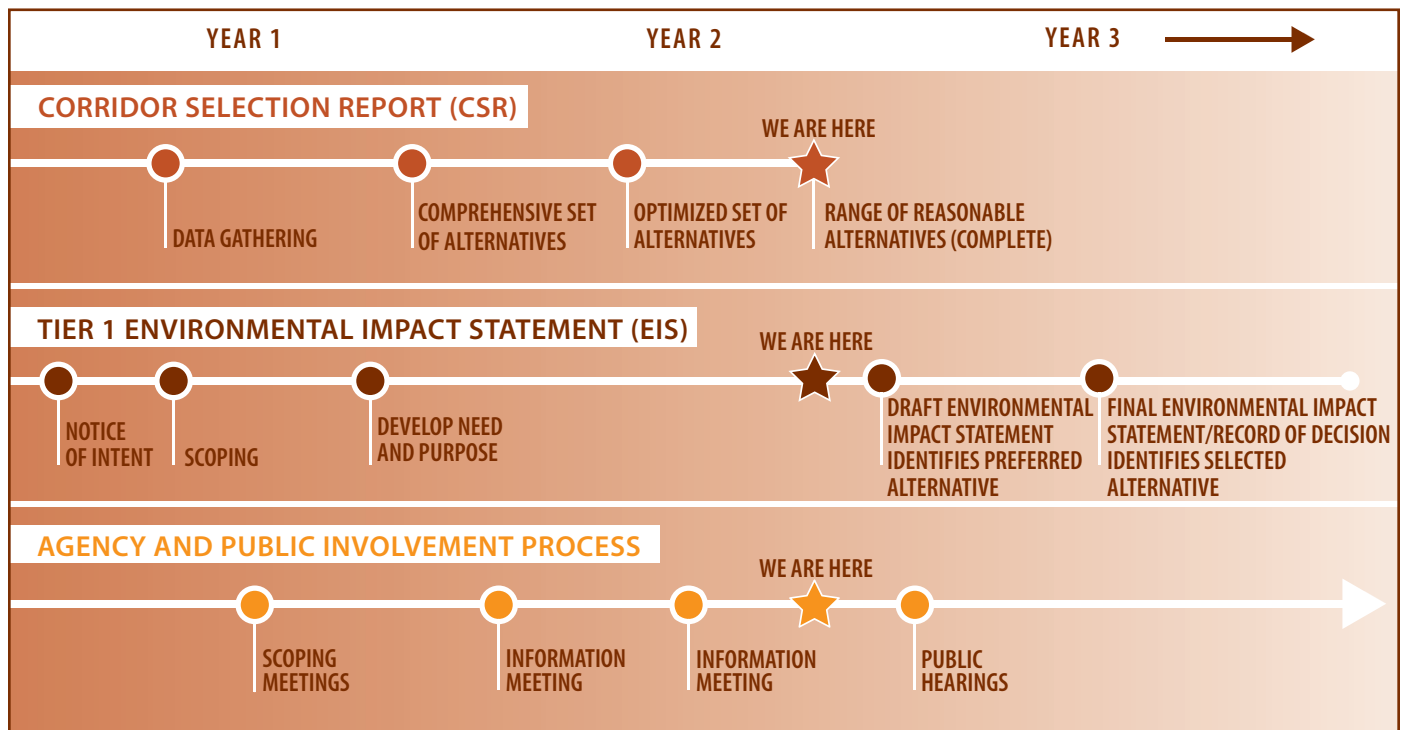 YEAR 1
YEAR 2
YEAR 3
CORRIDOR SELECTION REPORT (CSR)
WE ARE HERE
DATA GATHERING
COMPREHENSIVE SET
OF ALTERNATIVES
OPTIMIZED SET OF
ALTERNATIVES
RANGE OF REASONABLE
ALTERNATIVES (COMPLETE)
TIER 1 ENVIRONMENTAL IMPACT STATEMENT (EIS)
WE ARE HERE
NOTICE
OF INTENT
SCOPING
DEVELOP NEED
AND PURPOSE
DRAFT ENVIRONMENTAL
IMPACT STATEMENT
IDENTIFIES PREFERRED
ALTERNATIVE
FINAL ENVIRONMENTAL IMPACT
STATEMENT/RECORD OF DECISION
IDENTIFIES SELECTED
ALTERNATIVE
AGENCY AND PUBLIC INVOLVEMENT PROCESS
WE ARE HERE
SCOPING
MEETINGS
INFORMATION
MEETING
INFORMATION
MEETING
PUBLIC
HEARINGS